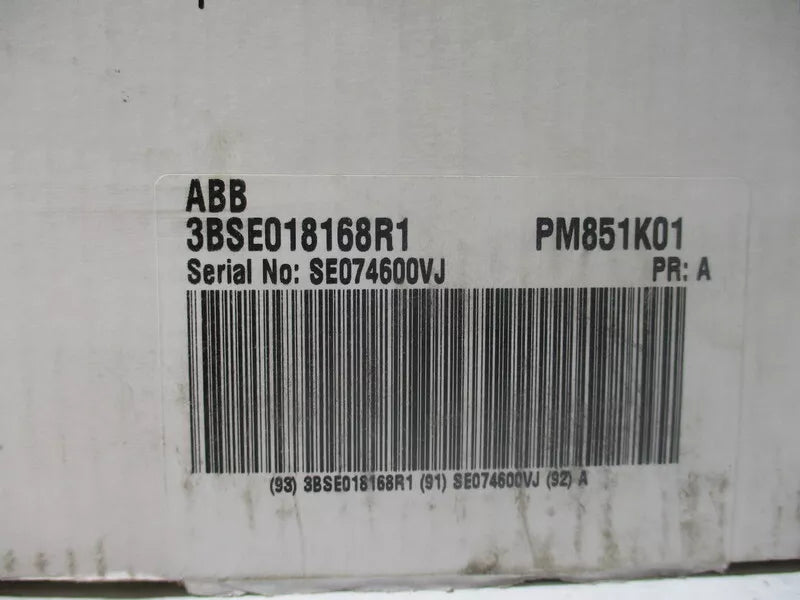 ABB
3BSE018168R1 PM851K01
Serial No: SE074600VJ PR: A
(93) 3BSE018168R1 (91) SE074600VJ (92) A